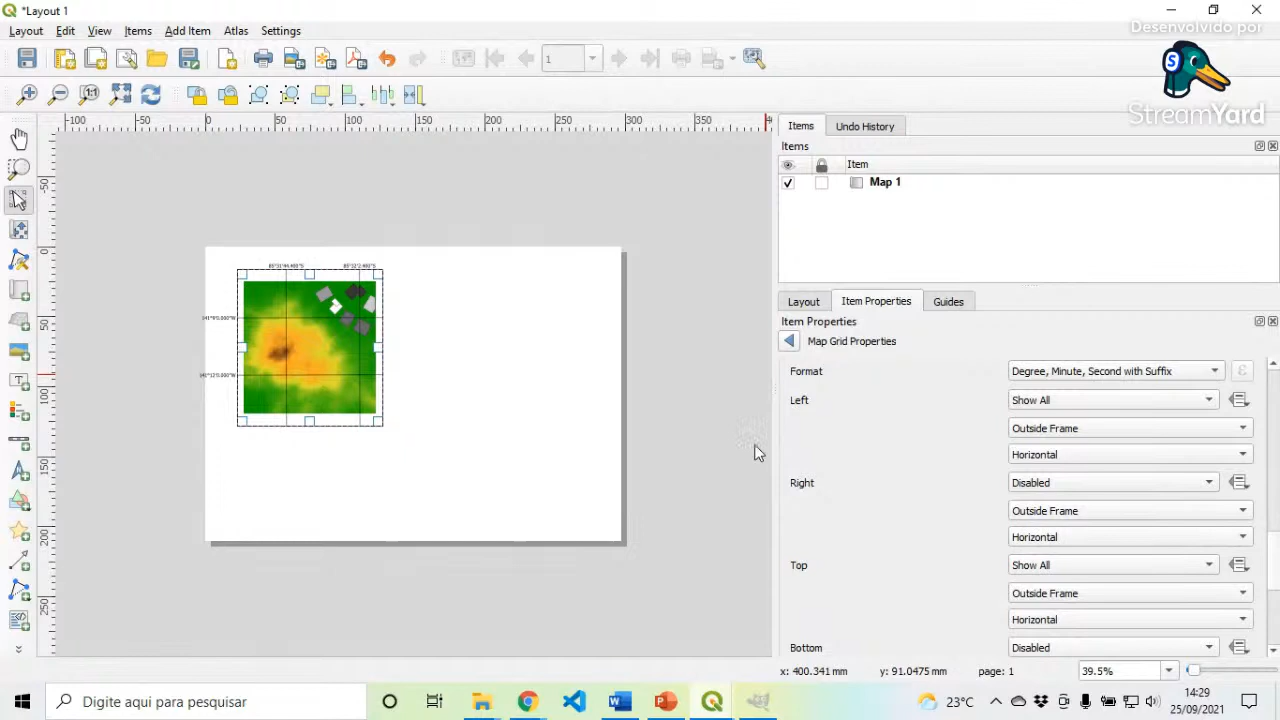 *Layout 1
Desenvolvido por
StreamYard
Layout Edit View Items Add Item Atlas Settings
1
-100 -50 0 50 100 150 200 250 300 350
Items Undo History
Items
Item
Map 1
Layout Item Properties Guides
Item Properties
Map Grid Properties
Format Degree, Minute, Second with Suffix
Left Show All
Outside Frame
Horizontal
Right Disabled
Outside Frame
Horizontal
Top Show All
Outside Frame
Horizontal
Bottom Disabled
x: 400.341 mm y: 91.0475 mm page: 1 39.5%
Digite aqui para pesquisar
23°C
14:29
25/09/2021